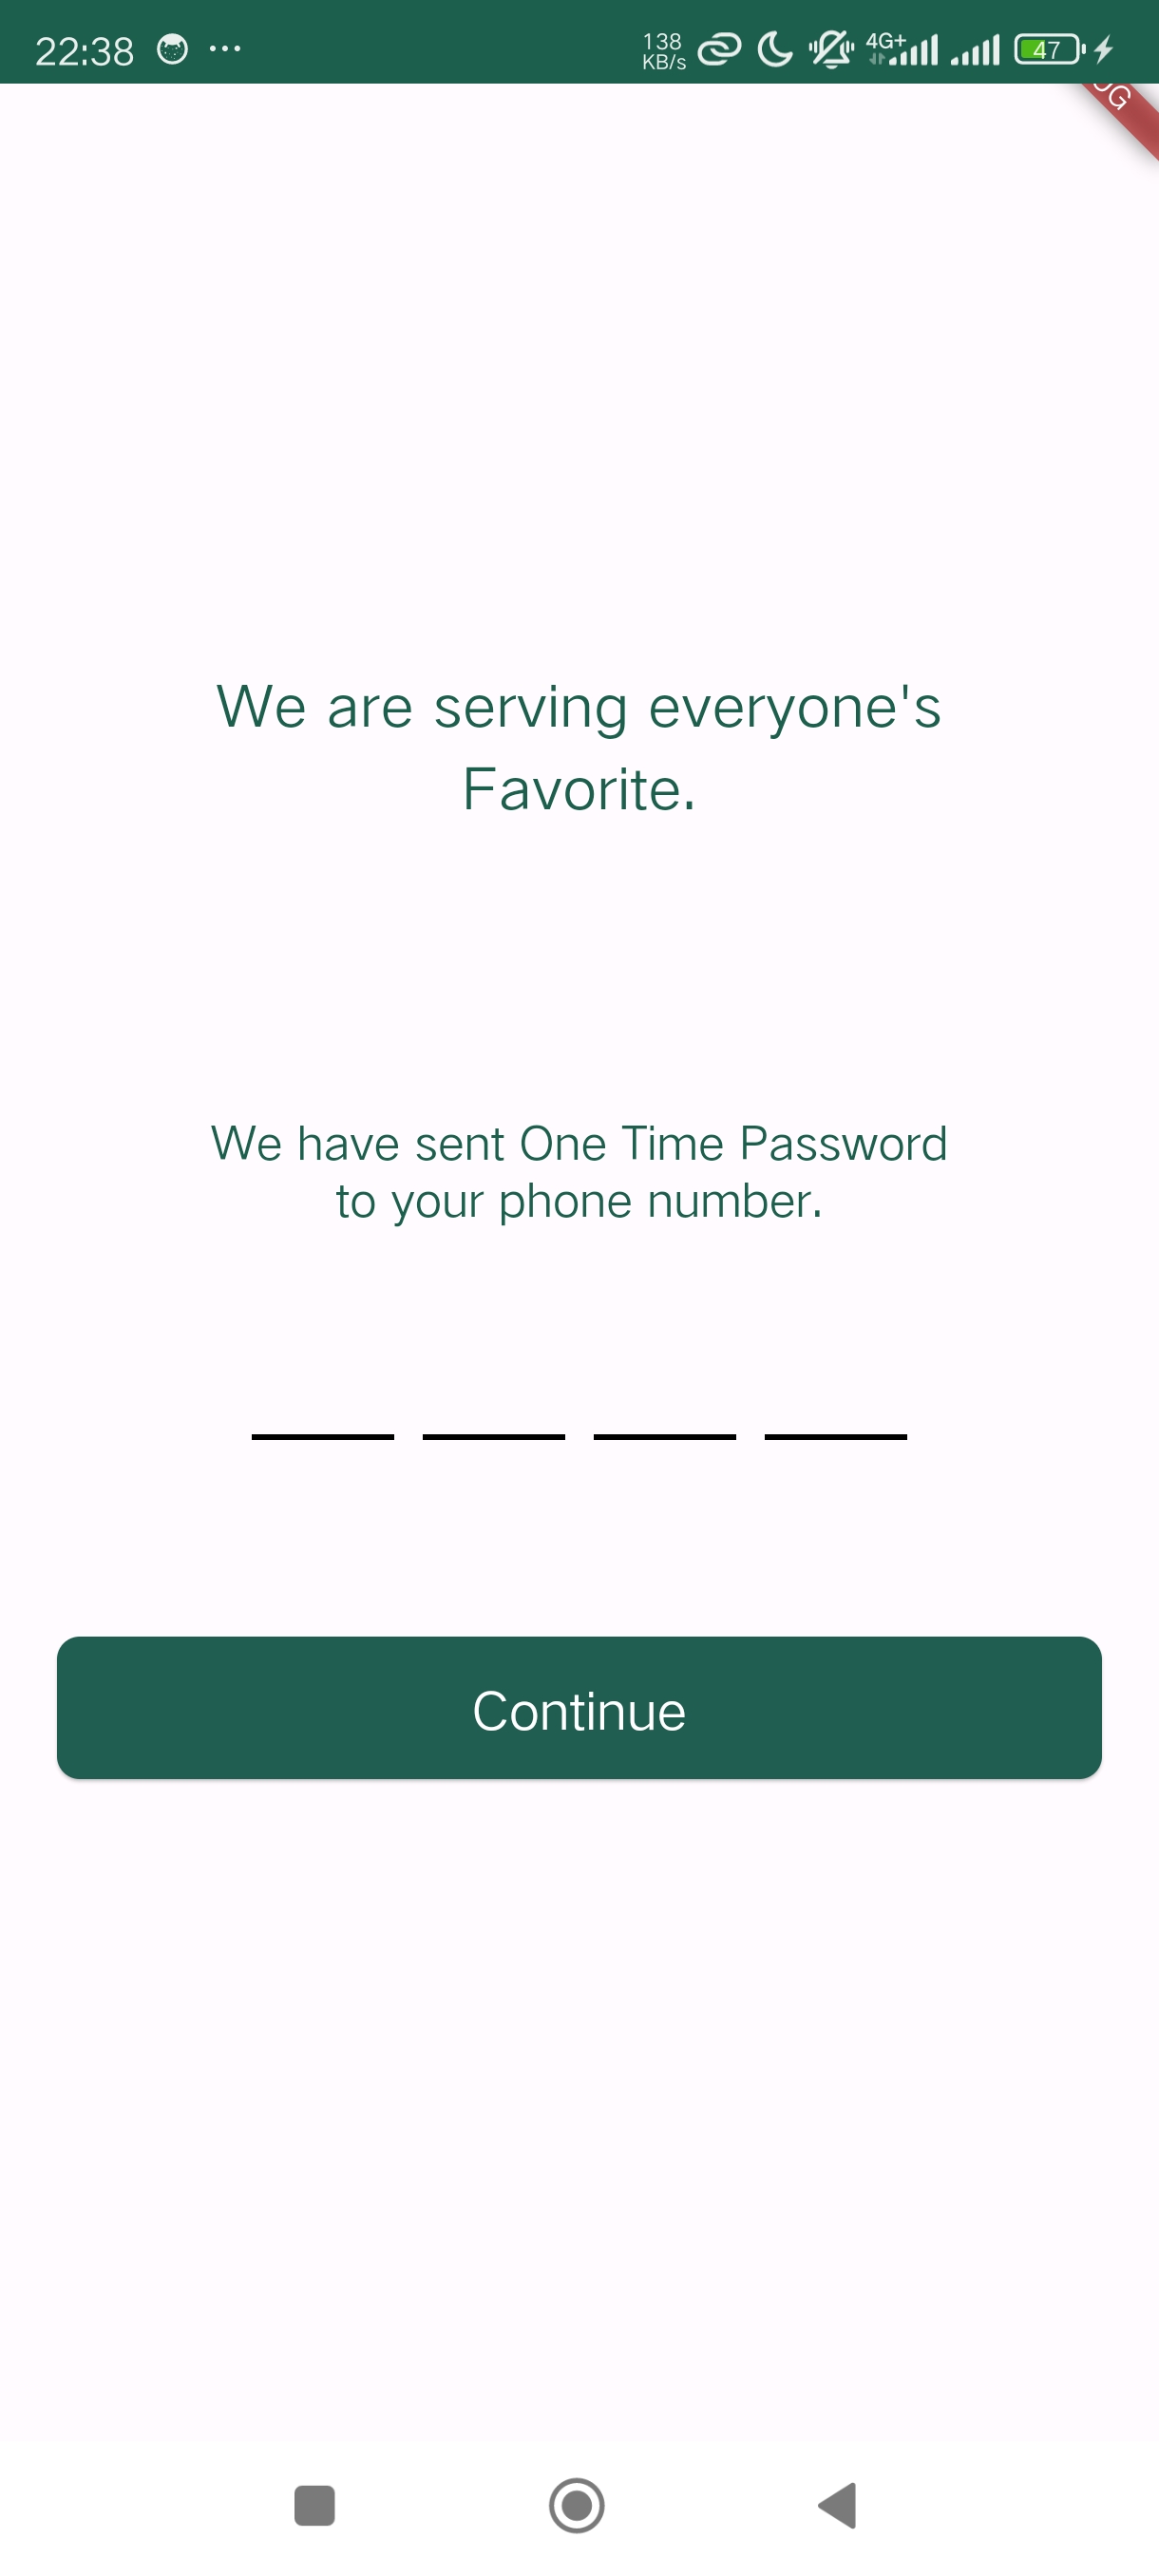 22:38
138
KB/s
4G+
47
We are serving everyone's
Favorite.
We have sent One Time Password
to your phone number.
Continue